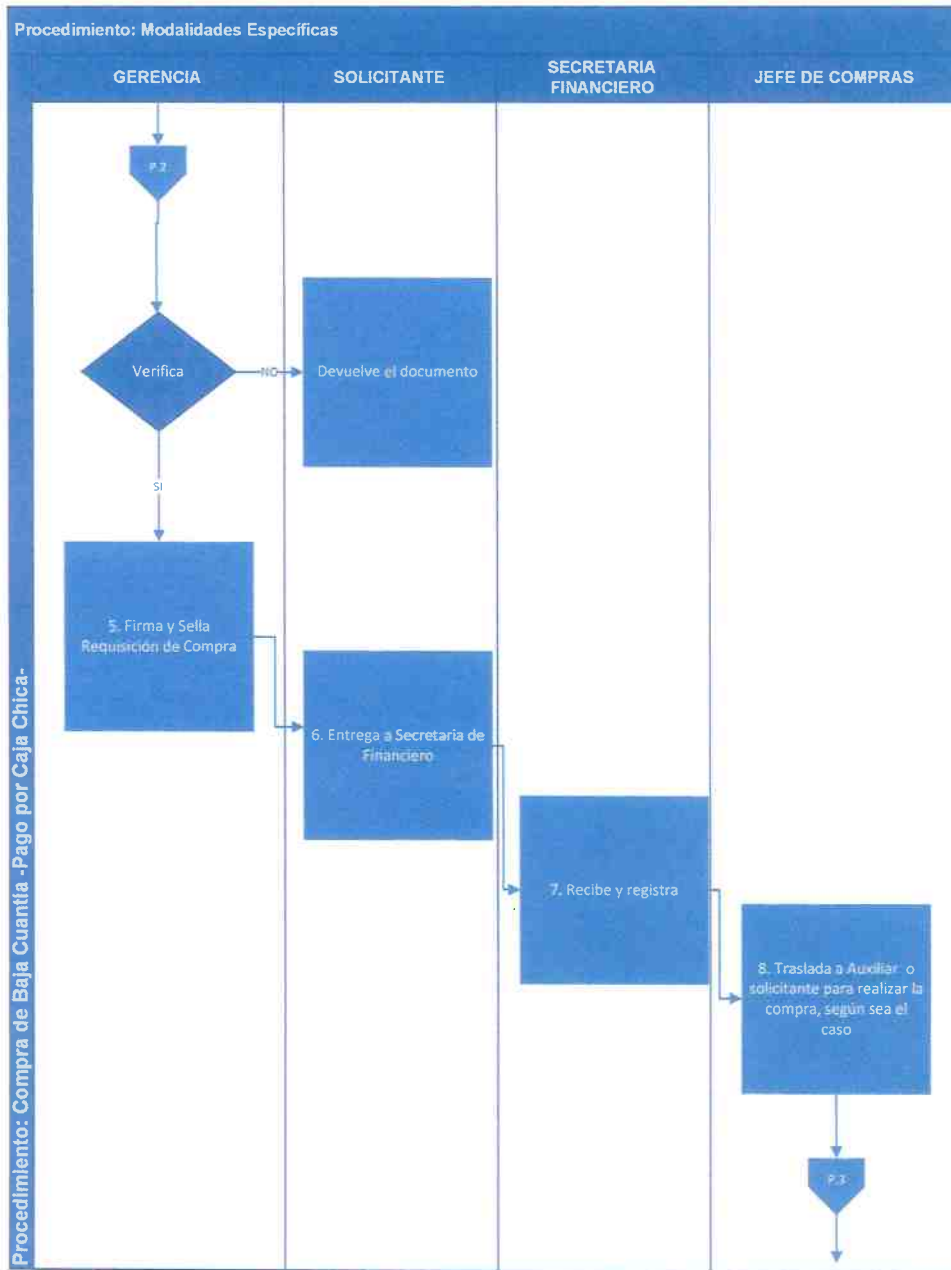 Procedimiento: Modalidades Específicas
GERENCIA
SOLICITANTE
SECRETARIA
FINANCIERO
JEFE DE COMPRAS
Procedimiento: Compra de Baja Cuantía -Pago por Caja Chica-
P.2
Verifica
NO
Devuelve el documento
SI
5. Firma y Sella
Requisición de Compra
6. Entrega a Secretaria de
Financiero
7. Recibe y registra
8. Traslada a Auxiliar o
solicitante para realizar la
compra, según sea el
caso
P.3